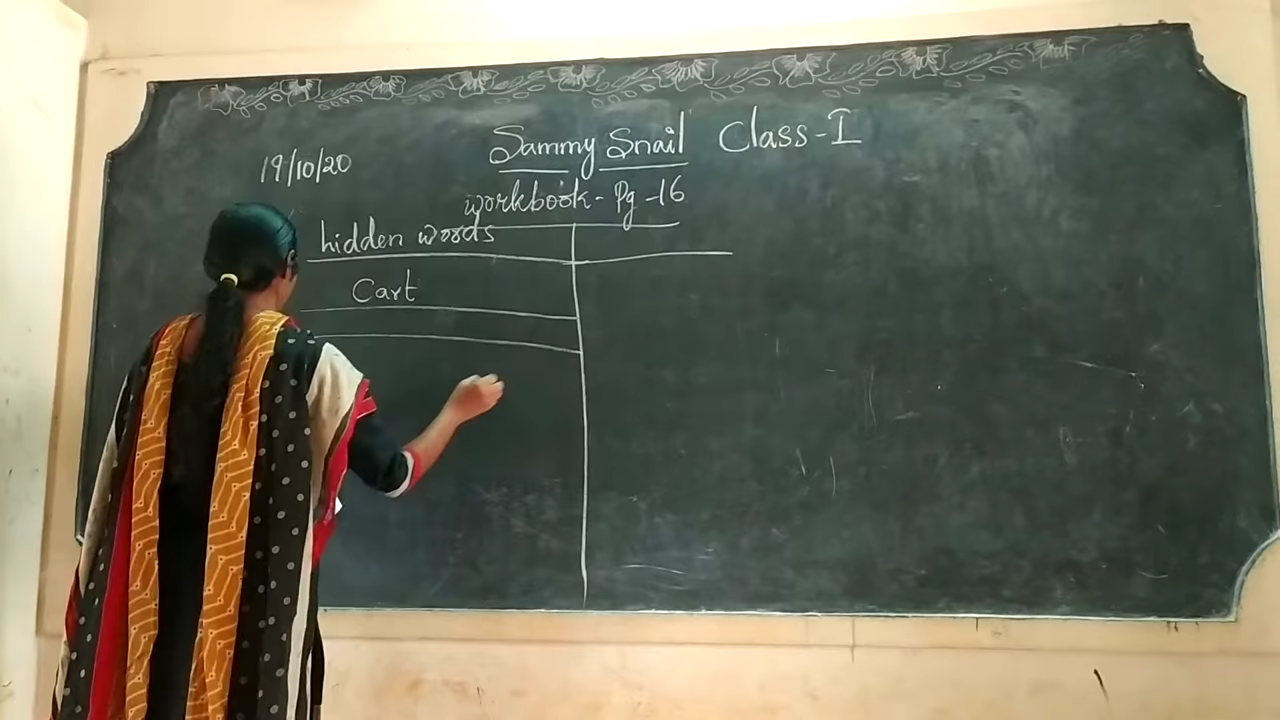 Sammy Snail Class-I
19/10/20
workbook - Pg -16
hidden words
Cart